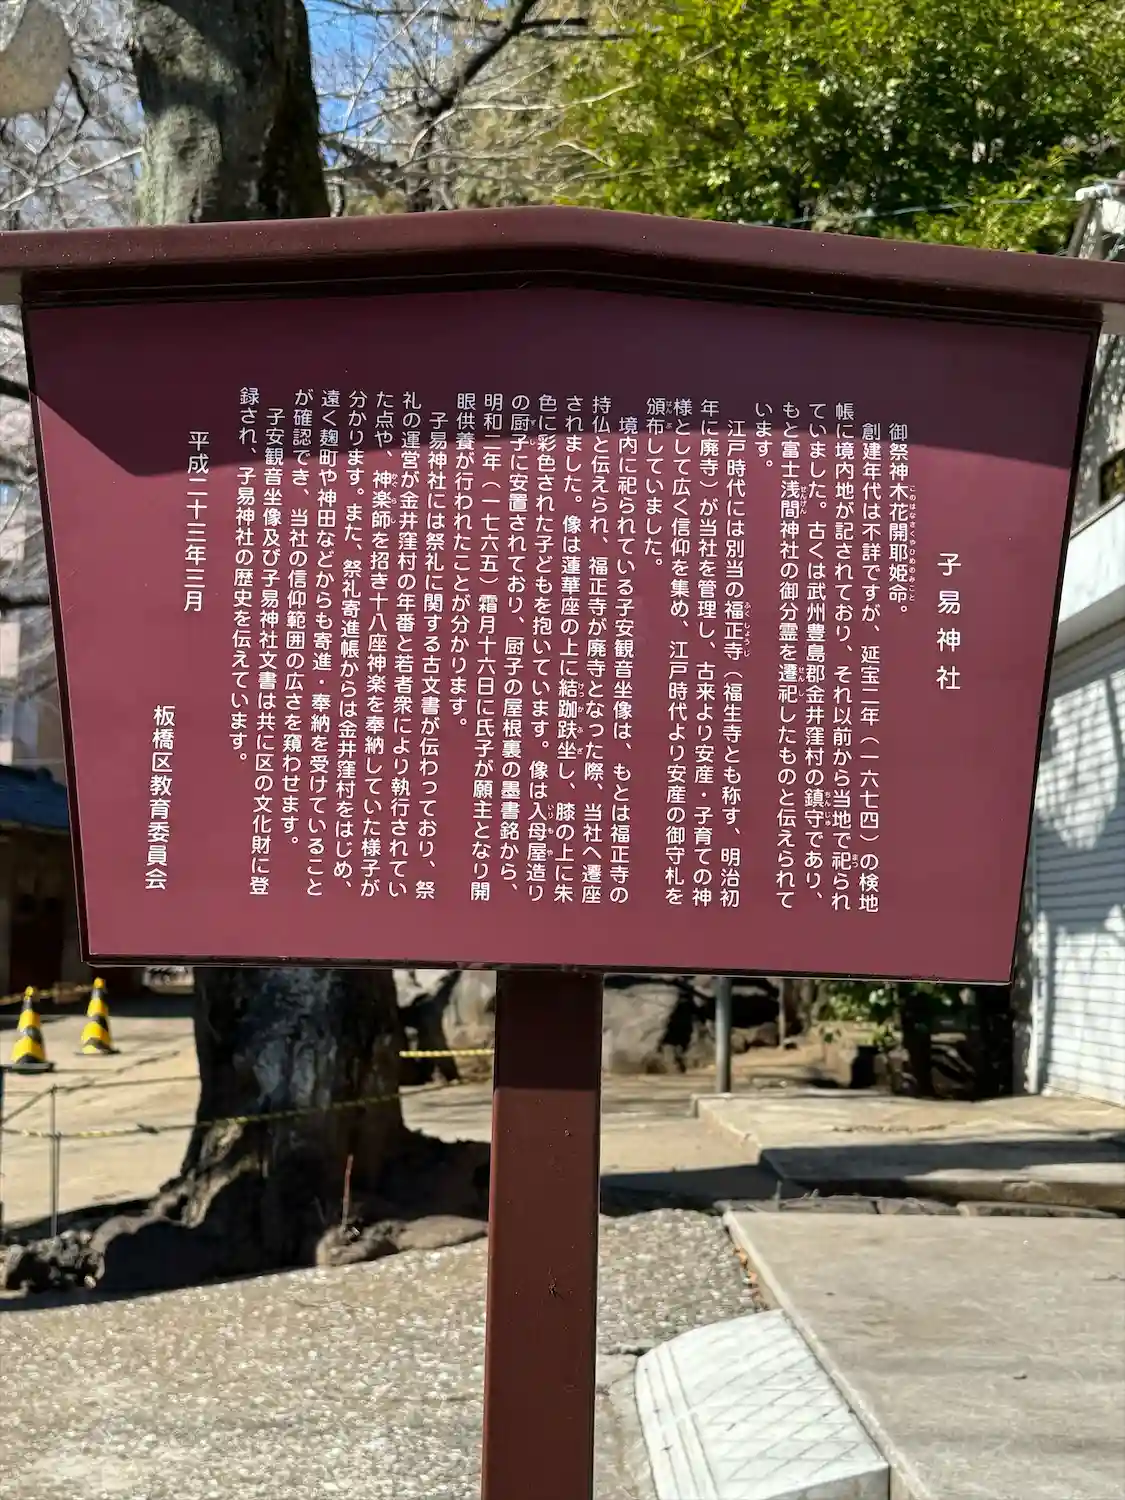 子易神社
御祭神木花開耶姫命。
創建年代は不詳ですが、延宝二年（一六七四）の検地
帳に境内地が記されており、それ以前から当地で祀られ
ていました。古くは武州豊島郡金井窪村の鎮守であり、
もと富士浅間神社の御分霊を遷祀したものと伝えられて
います。
江戸時代には別当の福正寺（福生寺とも称す、明治初
年に廃寺）が当社を管理し、古来より安産・子育ての神
様として広く信仰を集め、江戸時代より安産の御守札を
頒布していました。
境内に祀られている子安観音坐像は、もとは福正寺の
持仏と伝えられ、福正寺が廃寺となった際、当社へ遷座
されました。像は蓮華座の上に結跏趺坐し、膝の上に朱
色に彩色された子どもを抱いています。像は入母屋造り
の厨子に安置されており、厨子の屋根裏の墨書銘から、
明和二年（一七六五）霜月十六日に氏子が願主となり開
眼供養が行われたことが分かります。
子易神社には祭礼に関する古文書が伝わっており、祭
礼の運営が金井窪村の年番と若者衆により執行されてい
た点や、神楽師を招き十八座神楽を奉納していた様子が
分かります。また、祭礼寄進帳からは金井窪村をはじめ、
遠く麹町や神田などからも寄進・奉納を受けていること
が確認でき、当社の信仰範囲の広さを窺わせます。
子安観音坐像及び子易神社文書は共に区の文化財に登
録され、子易神社の歴史を伝えています。
平成二十三年三月
板橋区教育委員会